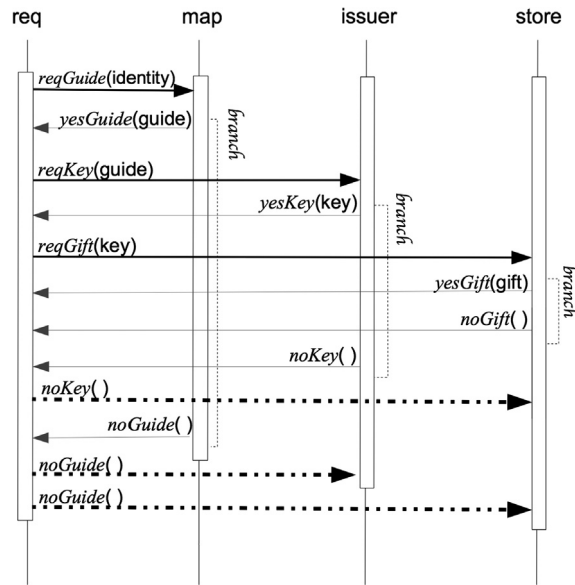 req map issuer store
reqGuide(identity)
yesGuide(guide)
branch
reqKey(guide)
yesKey(key)
branch
reqGift(key)
yesGift(gift)
branch
noGift( )
noKey( )
noKey( )
noGuide( )
noGuide( )
noGuide( )